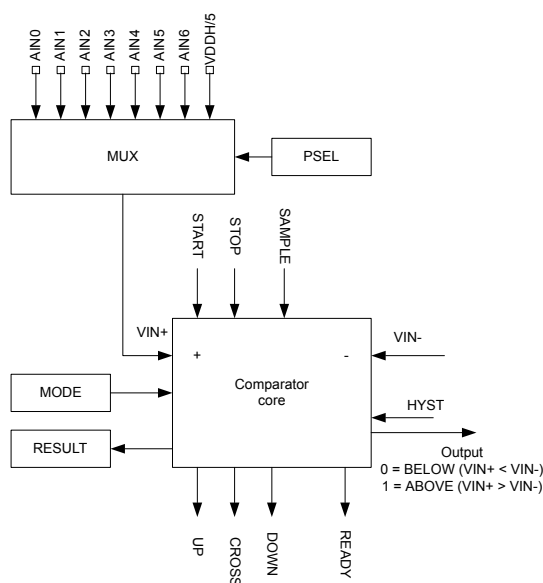 AIN0
AIN1
AIN2
AIN3
AIN4
AIN5
AIN6
VDDH/5
MUX
PSEL
START
STOP
SAMPLE
VIN+
VIN-
+
-
Comparator
core
MODE
HYST
RESULT
Output
0 = BELOW (VIN+ < VIN-)
1 = ABOVE (VIN+ > VIN-)
UP
CROSS
DOWN
READY